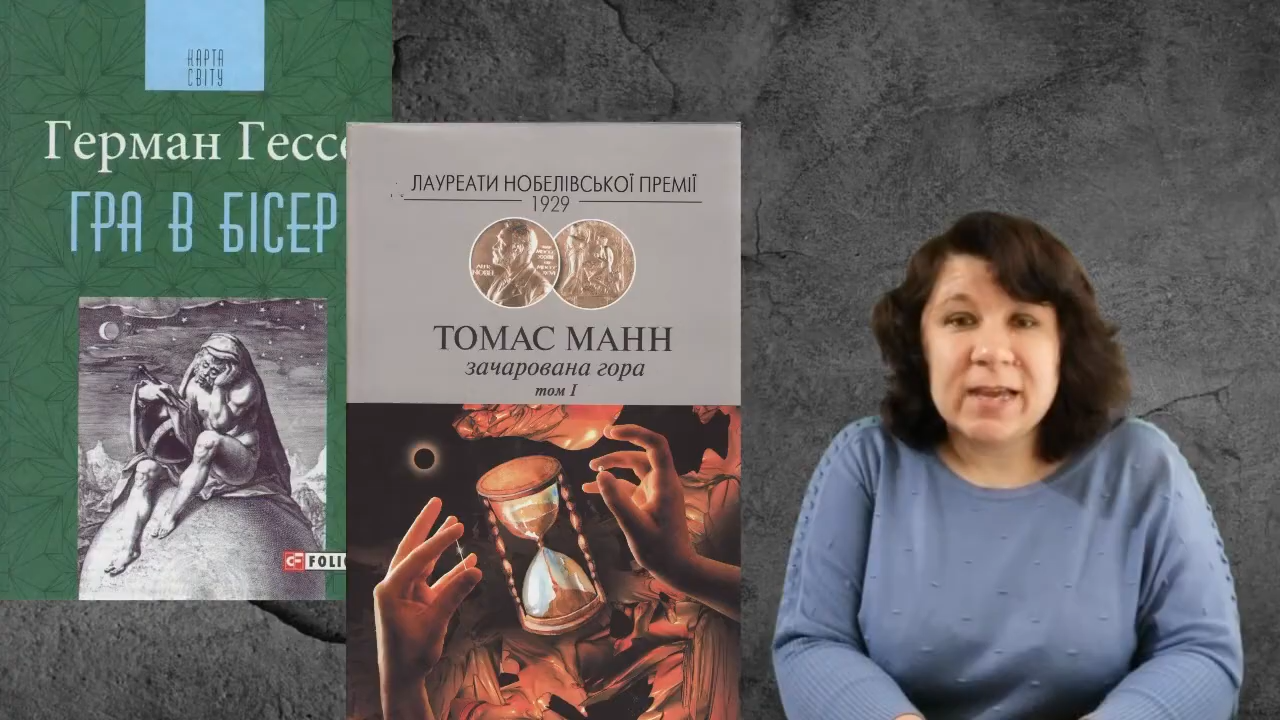 КАРТА
СВІТУ
Герман Гессе
ГРА В БІСЕР
FOLIO
ЛАУРЕАТИ НОБЕЛІВСЬКОЇ ПРЕМІЇ
1929
ТОМАС МАНН
зачарована гора
том I